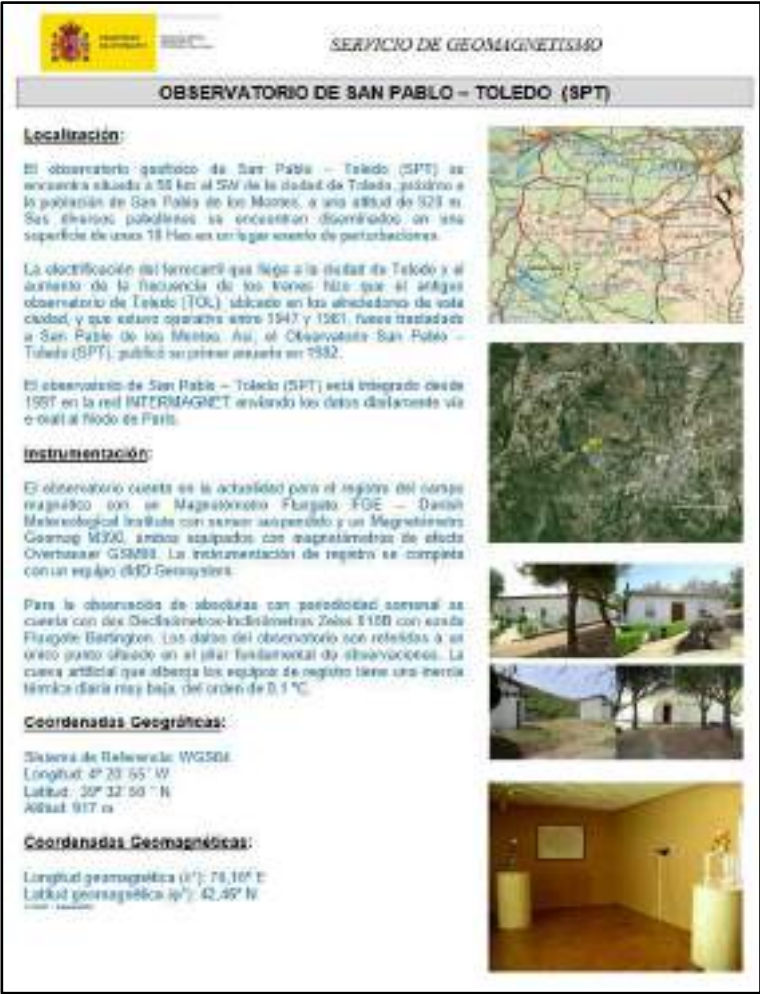 SERVICIO DE GEOMAGNETISMO
OBSERVATORIO DE SAN PABLO – TOLEDO (SPT)
Localización:
El observatorio geofísico de San Pablo – Toledo (SPT) se
encuentra situado a 50 km al SW de la ciudad de Toledo, próximo a
la población de San Pablo de los Montes, a una altitud de m.
Sus diversos pabellones se encuentran diseminados en una
superficie de unas 10 Has en un lugar exento de perturbaciones.
La electrificación del ferrocarril que llega a la ciudad de Toledo y el
aumento de la frecuencia de los trenes hizo que el antiguo
observatorio de Toledo (TOL) ubicado en los alrededores de esta
ciudad, y que estuvo operativo entre 1947 y 1981, fuese trasladado
a San Pablo de los Montes. Así, el Observatorio San Pablo –
Toledo (SPT), publicó su primer anuario en 1982.
El observatorio de San Pablo – Toledo (SPT) está integrado desde
1997 en la red INTERMAGNET enviando los datos diariamente vía
e-mail al Nodo de París.
Instrumentación:
El observatorio cuenta en la actualidad para el registro del campo
magnético con un Magnetómetro Fluxgate FGE – Danish
Meteorological Institute con sensor suspendido y un Magnetómetro
Geomag M390, ambos equipados con magnetómetros de efecto
Overhauser GSM90. La instrumentación de registro se completa
con un equipo dIdD Gemsystem.
Para la observación de absolutas con periodicidad semanal se
cuenta con dos Declinómetros-Inclinómetros Zeiss 010B con sonda
Fluxgate Bartington. Los datos del observatorio son referidos a un
único punto situado en el pilar fundamental de observaciones. La
cueva artificial que alberga los equipos de registro tiene una inercia
térmica diaria muy baja, del orden de 0,1 ºC.
Coordenadas Geográficas:
Sistema de Referencia: WGS84
Longitud: 4º 20' 55'' W
Latitud: 39º 32' 50'' N
Altitud: 917 m
Coordenadas Geomagnéticas:
Longitud geomagnética E
Latitud geomagnética 42,46º N